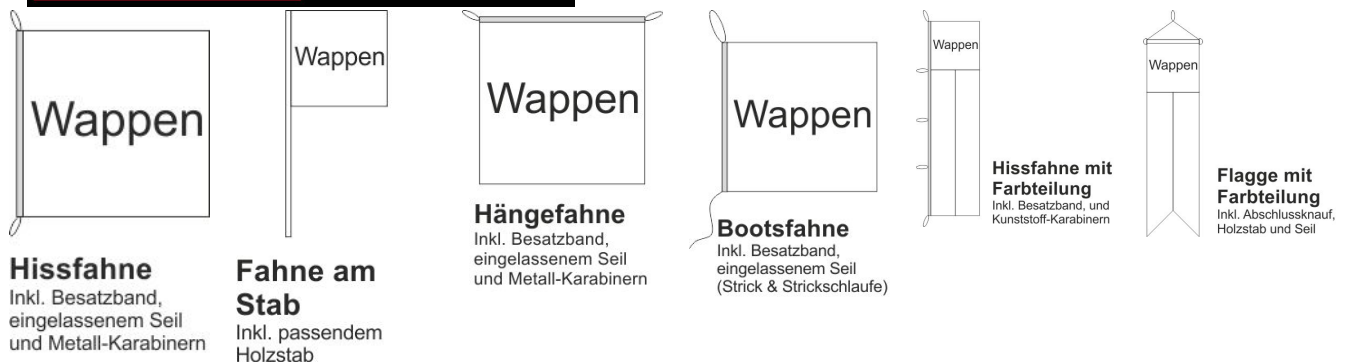 Wappen
Hissfahne
Inkl. Besatzband,
eingelassenem Seil
und Metall-Karabinern
Wappen
Fahne am
Stab
Inkl. passendem
Holzstab
Wappen
Hängefahne
Inkl. Besatzband,
eingelassenem Seil
und Metall-Karabinern
Wappen
Bootsfahne
Inkl. Besatzband,
eingelassenem Seil
(Strick & Strickschlaufe)
Wappen
Hissfahne mit
Farbteilung
Inkl. Besatzband, und
Kunststoff-Karabinern
Wappen
Flagge mit
Farbteilung
Inkl. Abschlussknauf,
Holzstab und Seil